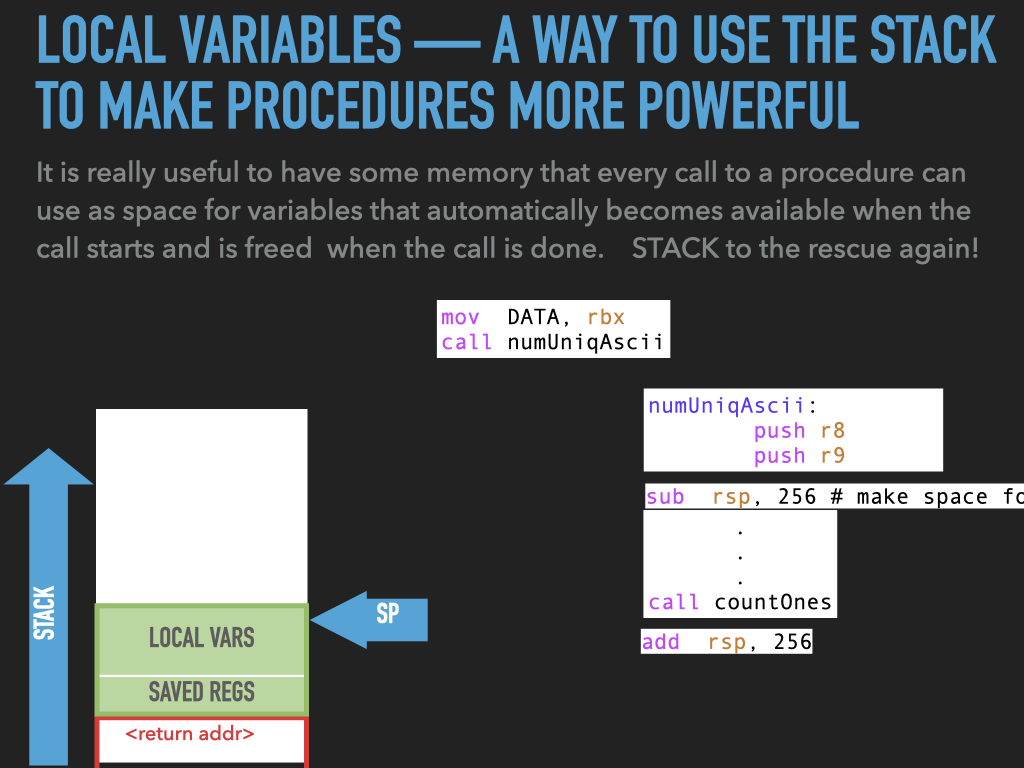 LOCAL VARIABLES — A WAY TO USE THE STACK
TO MAKE PROCEDURES MORE POWERFUL
It is really useful to have some memory that every call to a procedure can
use as space for variables that automatically becomes available when the
call starts and is freed  when the call is done.    STACK to the rescue again!
mov  DATA, rbx
call numUniqAscii
numUniqAscii:
push r8
push r9
sub  rsp, 256 # make space fo
.
.
.
call countOnes
add  rsp, 256
STACK
SP
LOCAL VARS
SAVED REGS
<return addr>